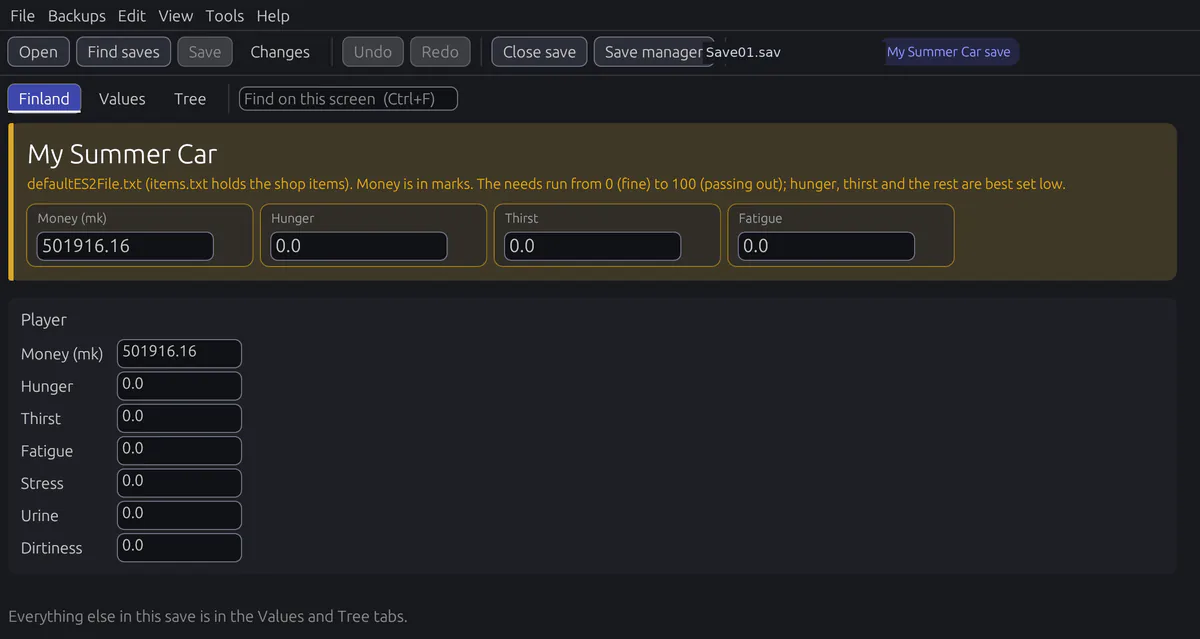 File Backups Edit View Tools Help
Open Find saves Save Changes Undo Redo Close save Save manager Save01.sav My Summer Car save
Finland Values Tree Find on this screen (Ctrl+F)
My Summer Car
defaultES2File.txt (items.txt holds the shop items). Money is in marks. The needs run from 0 (fine) to 100 (passing out); hunger, thirst and the rest are best set low.
Money (mk) Hunger Thirst Fatigue
501916.16 0.0 0.0 0.0
Player
Money (mk) 501916.16
Hunger 0.0
Thirst 0.0
Fatigue 0.0
Stress 0.0
Urine 0.0
Dirtiness 0.0
Everything else in this save is in the Values and Tree tabs.